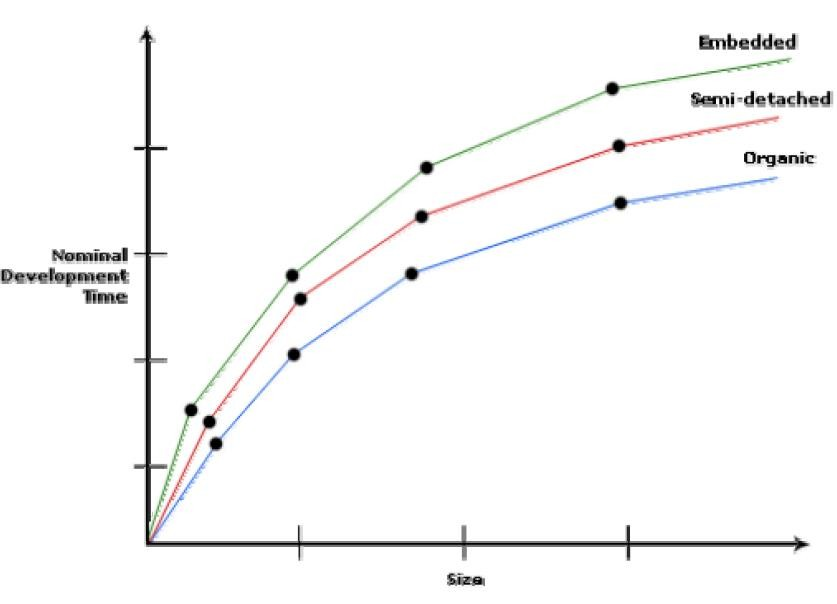 Embedded
Semi-detached
Organic
Nominal
Development
Time
Size